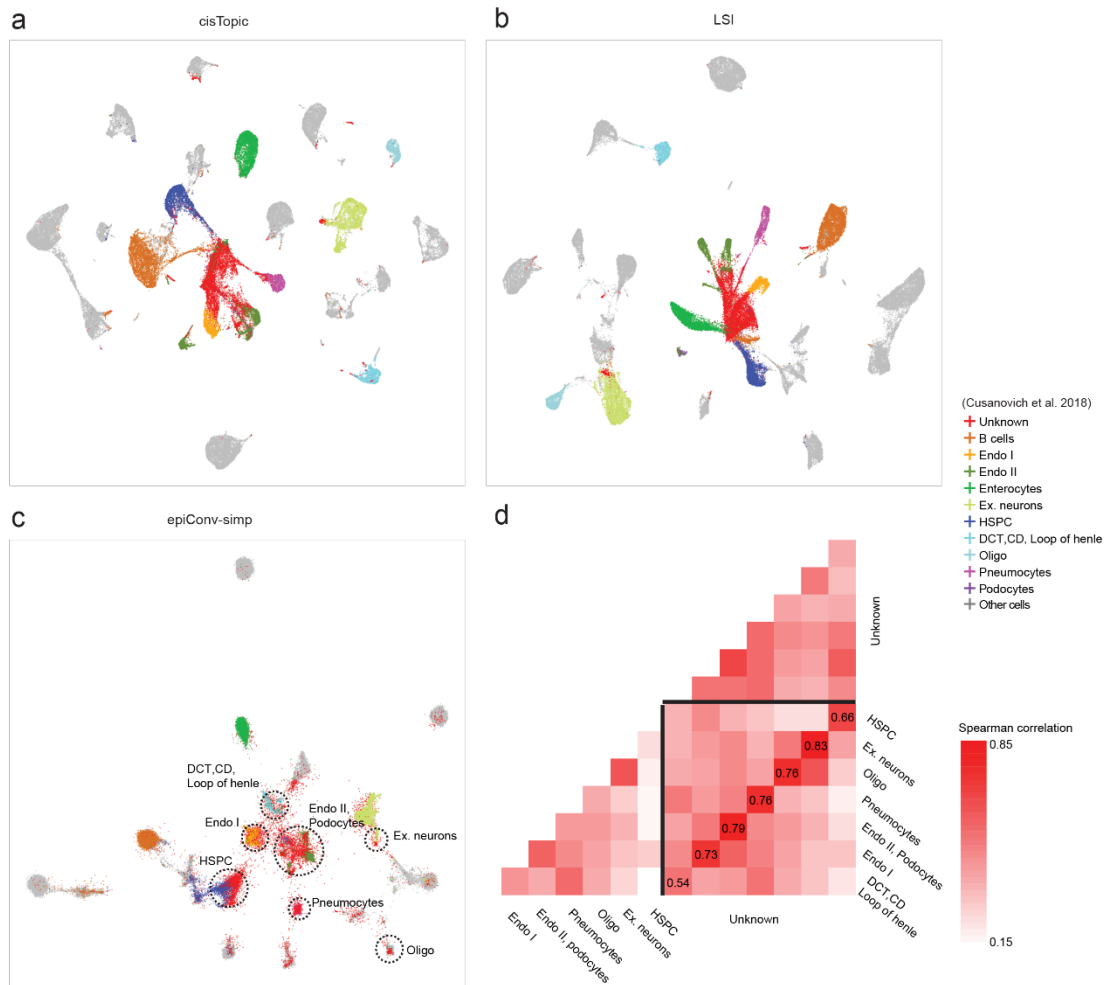 a
cisTopic
b
LSI
(Cusanovich et al. 2018)
Unknown
B cells
Endo I
Endo II
Enterocytes
Ex. neurons
HSPC
DCT,CD, Loop of henle
Oligo
Pneumocytes
Podocytes
Other cells
c
epiConv-simp
DCT,CD,
Loop of henle
Endo I
Endo II,
Podocytes
Ex. neurons
HSPC
Pneumocytes
Oligo
d
Unknown
0.66
0.83
0.76
0.76
0.79
0.73
0.54
HSPC
Ex. neurons
Oligo
Pneumocytes
Endo II, Podocytes
Endo I
DCT,CD
Loop of henle
Endo I
Endo II, podocytes
Pneumocytes
Oligo
Ex. neurons
HSPC
Unknown
Spearman correlation
0.85
0.15